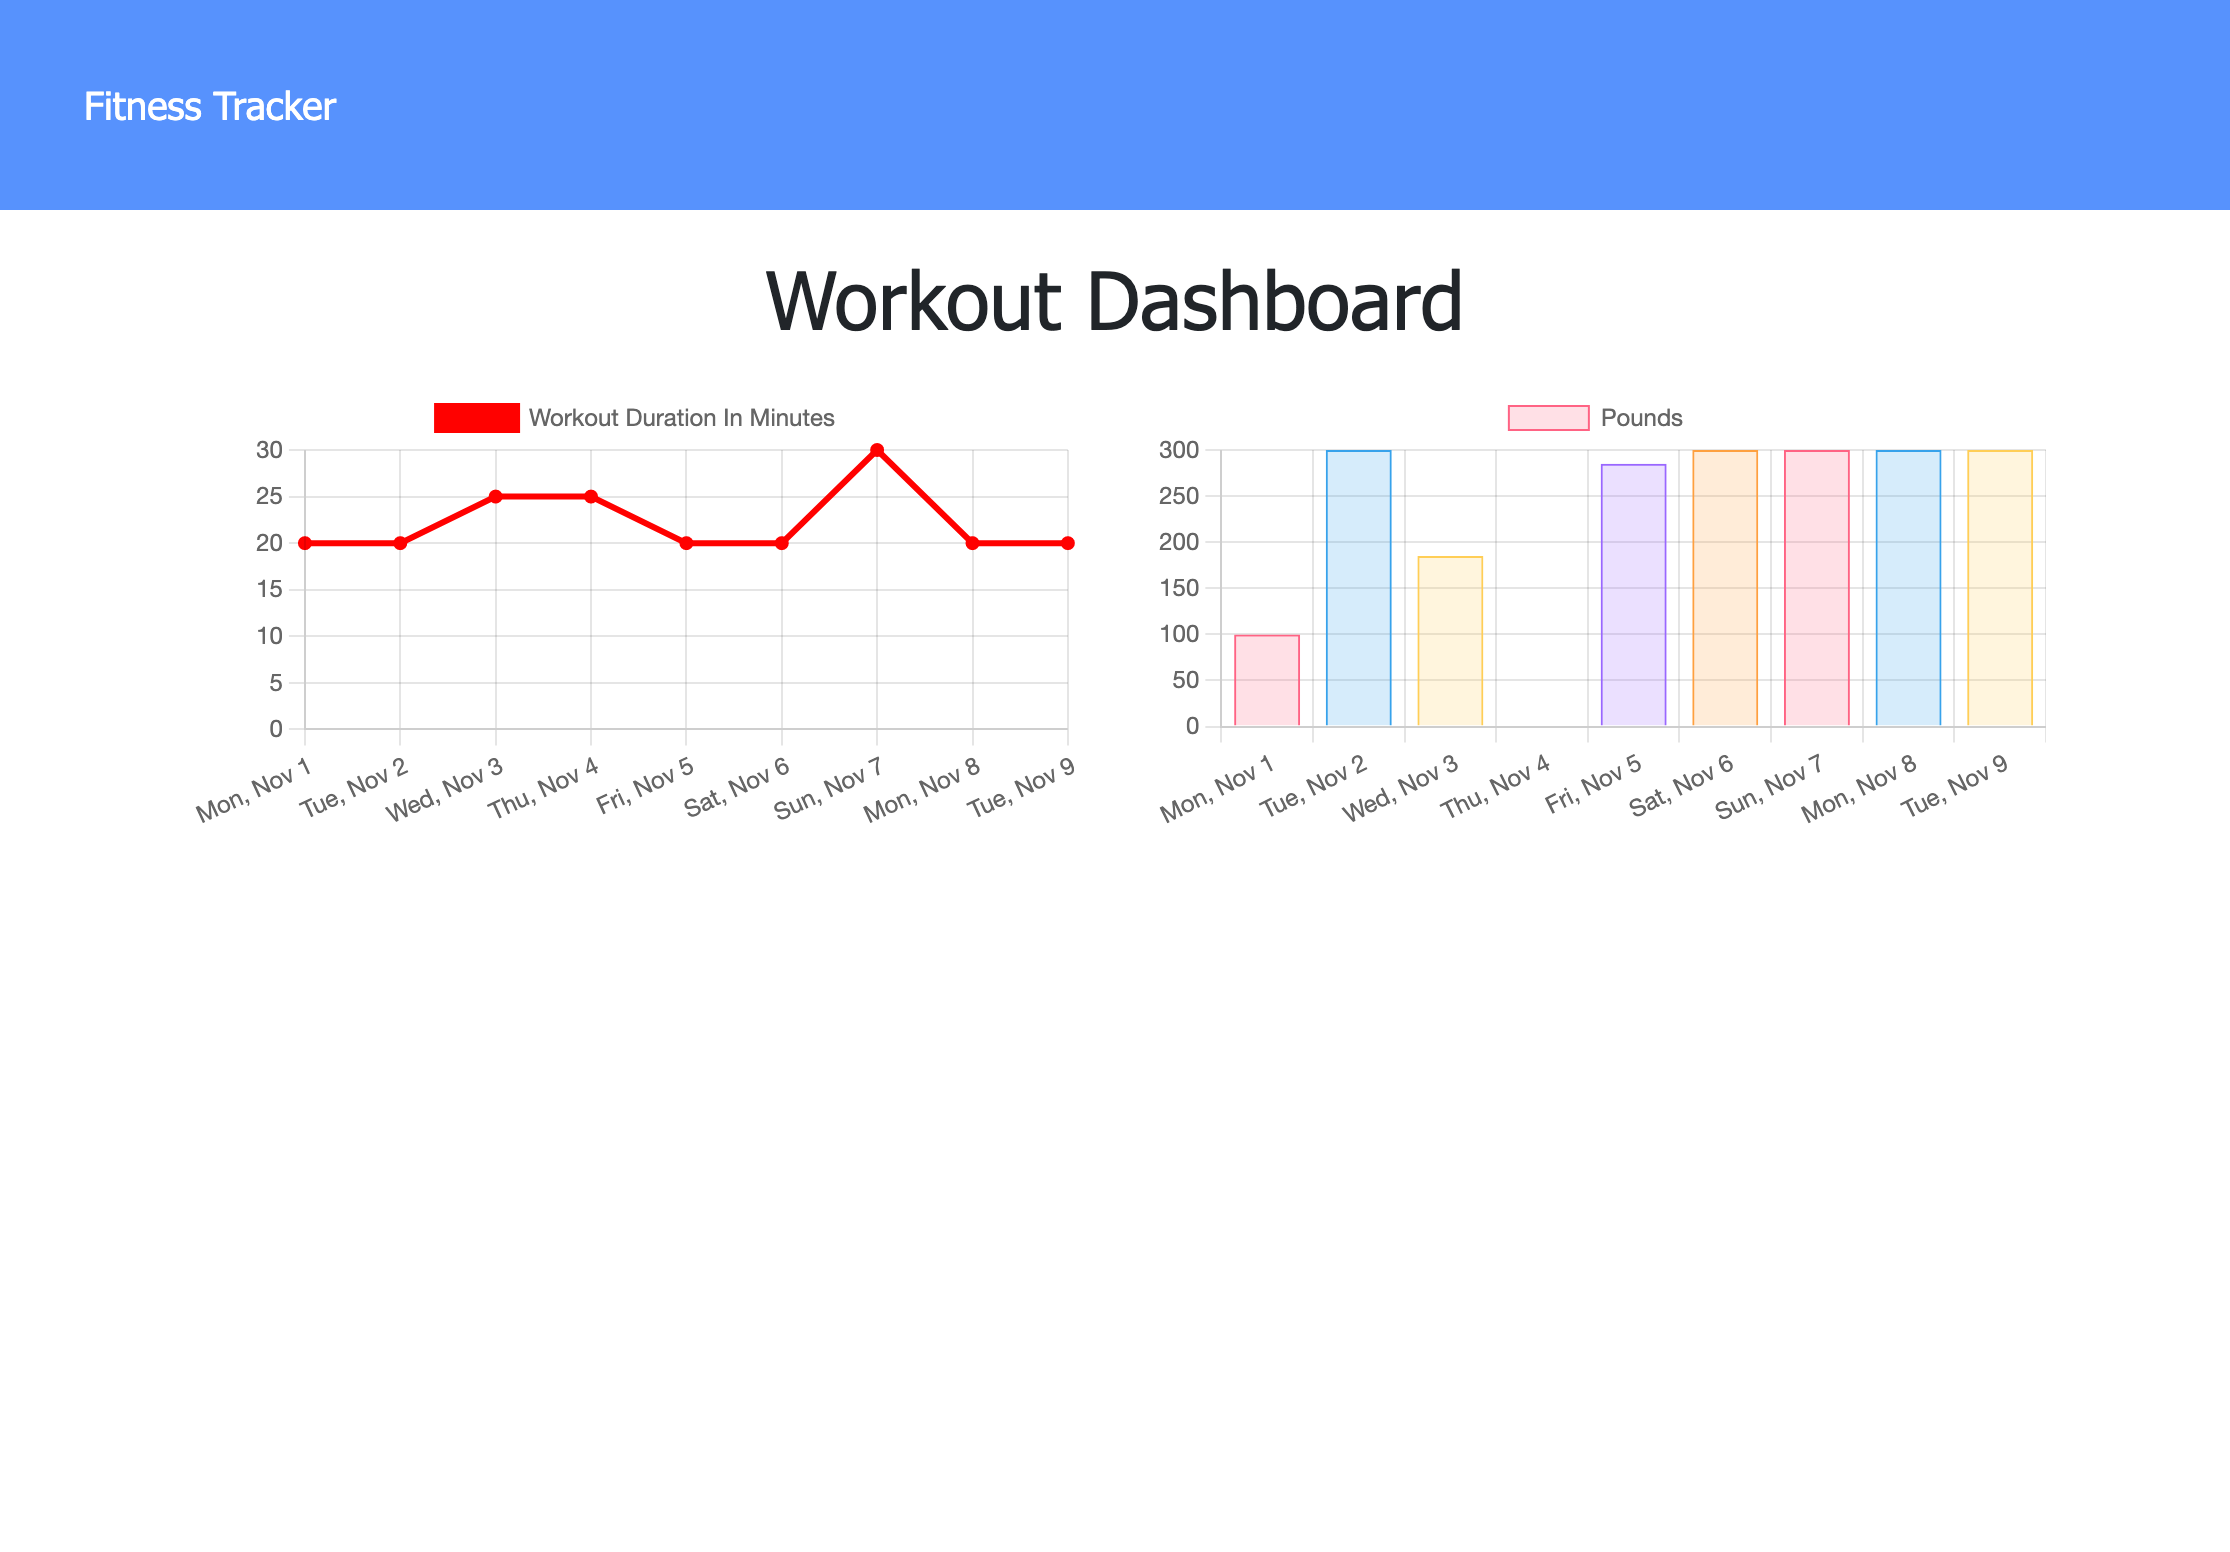 Fitness Tracker
Workout Dashboard
Workout Duration In Minutes
30
25
20
15
10
5
0
Mon, Nov 1
Tue, Nov 2
Wed, Nov 3
Thu, Nov 4
Fri, Nov 5
Sat, Nov 6
Sun, Nov 7
Mon, Nov 8
Tue, Nov 9
Pounds
300
250
200
150
100
50
0
Mon, Nov 1
Tue, Nov 2
Wed, Nov 3
Thu, Nov 4
Fri, Nov 5
Sat, Nov 6
Sun, Nov 7
Mon, Nov 8
Tue, Nov 9